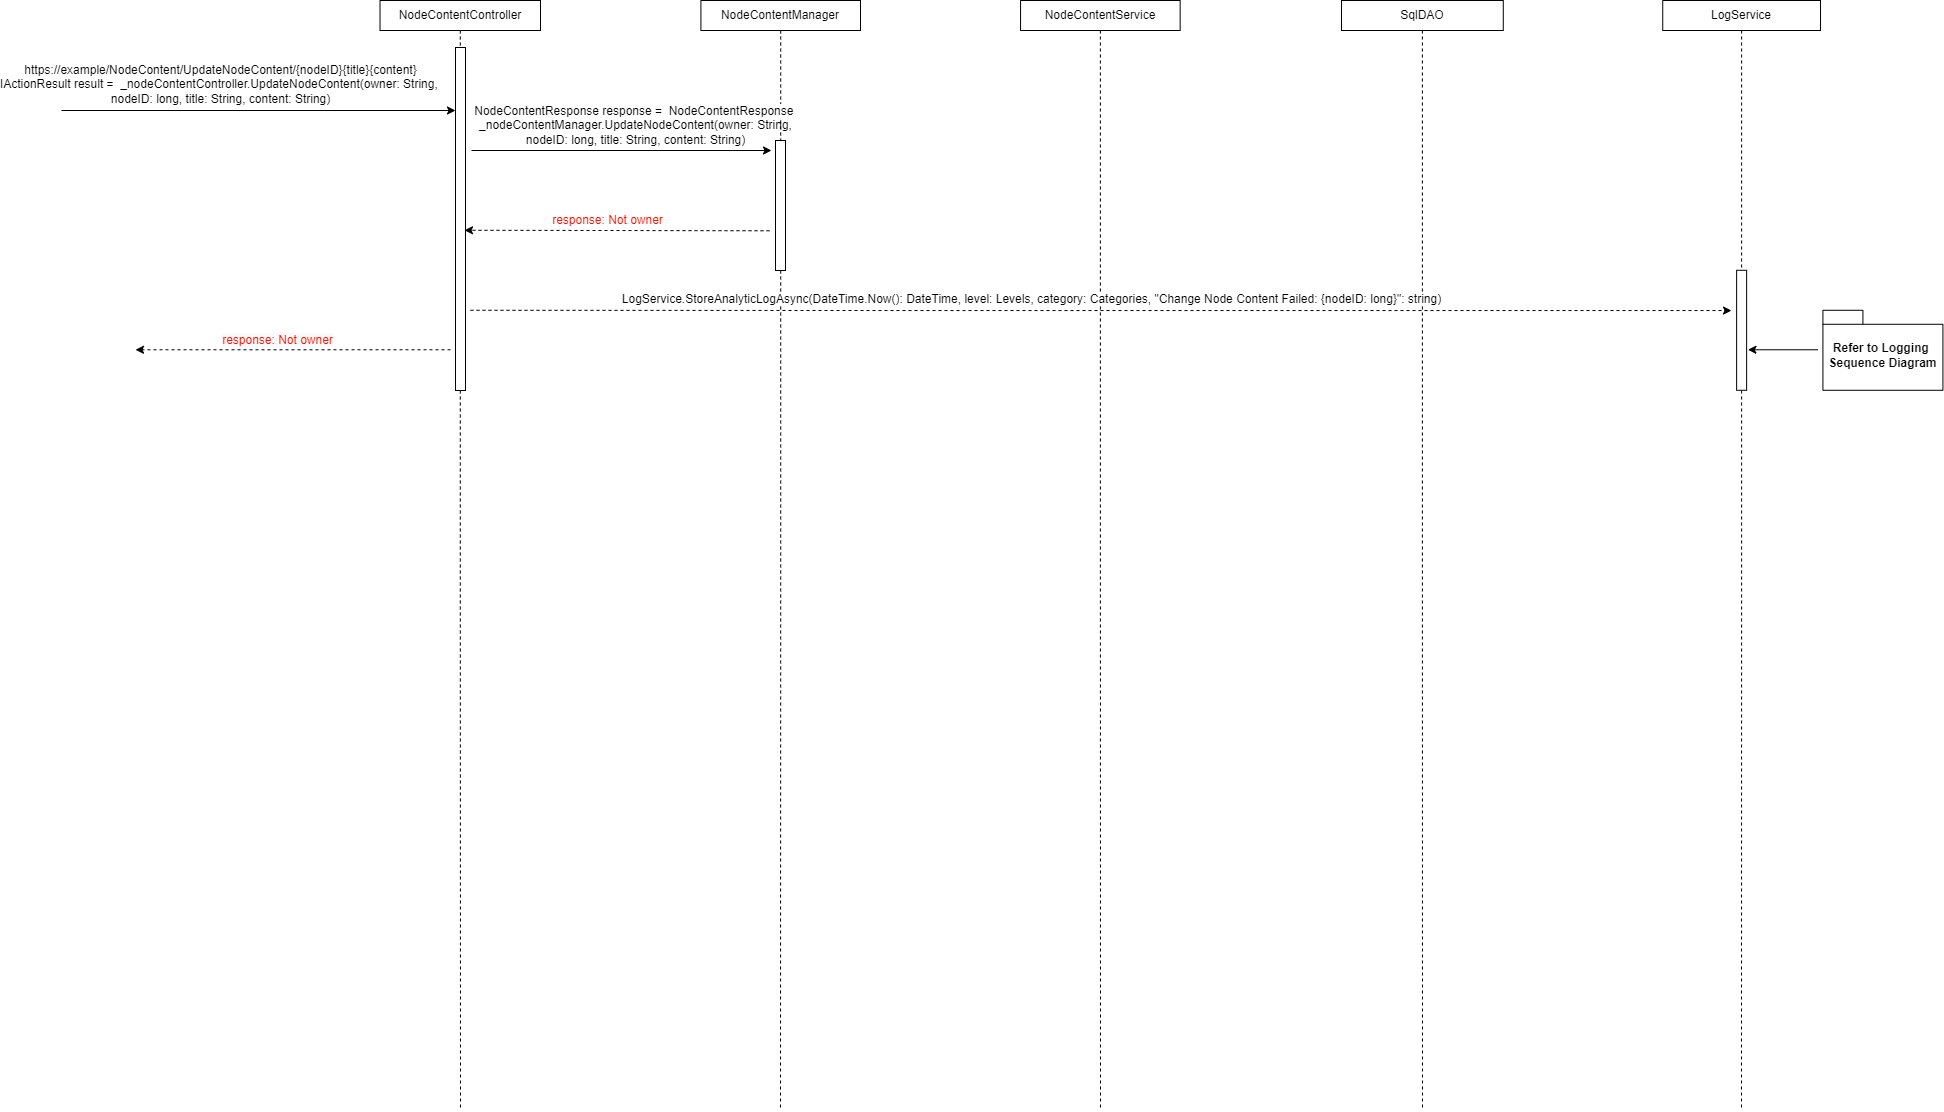 NodeContentController
NodeContentManager
NodeContentService
SqlDAO
LogService
https://example/NodeContent/UpdateNodeContent/{nodeID}{title}{content}
IActionResult result =  _nodeContentController.UpdateNodeContent(owner: String,
nodeID: long, title: String, content: String)
NodeContentResponse response =  NodeContentResponse
_nodeContentManager.UpdateNodeContent(owner: String,
nodeID: long, title: String, content: String)
response: Not owner
LogService.StoreAnalyticLogAsync(DateTime.Now(): DateTime, level: Levels, category: Categories, "Change Node Content Failed: {nodeID: long}": string)
response: Not owner
Refer to Logging
Sequence Diagram